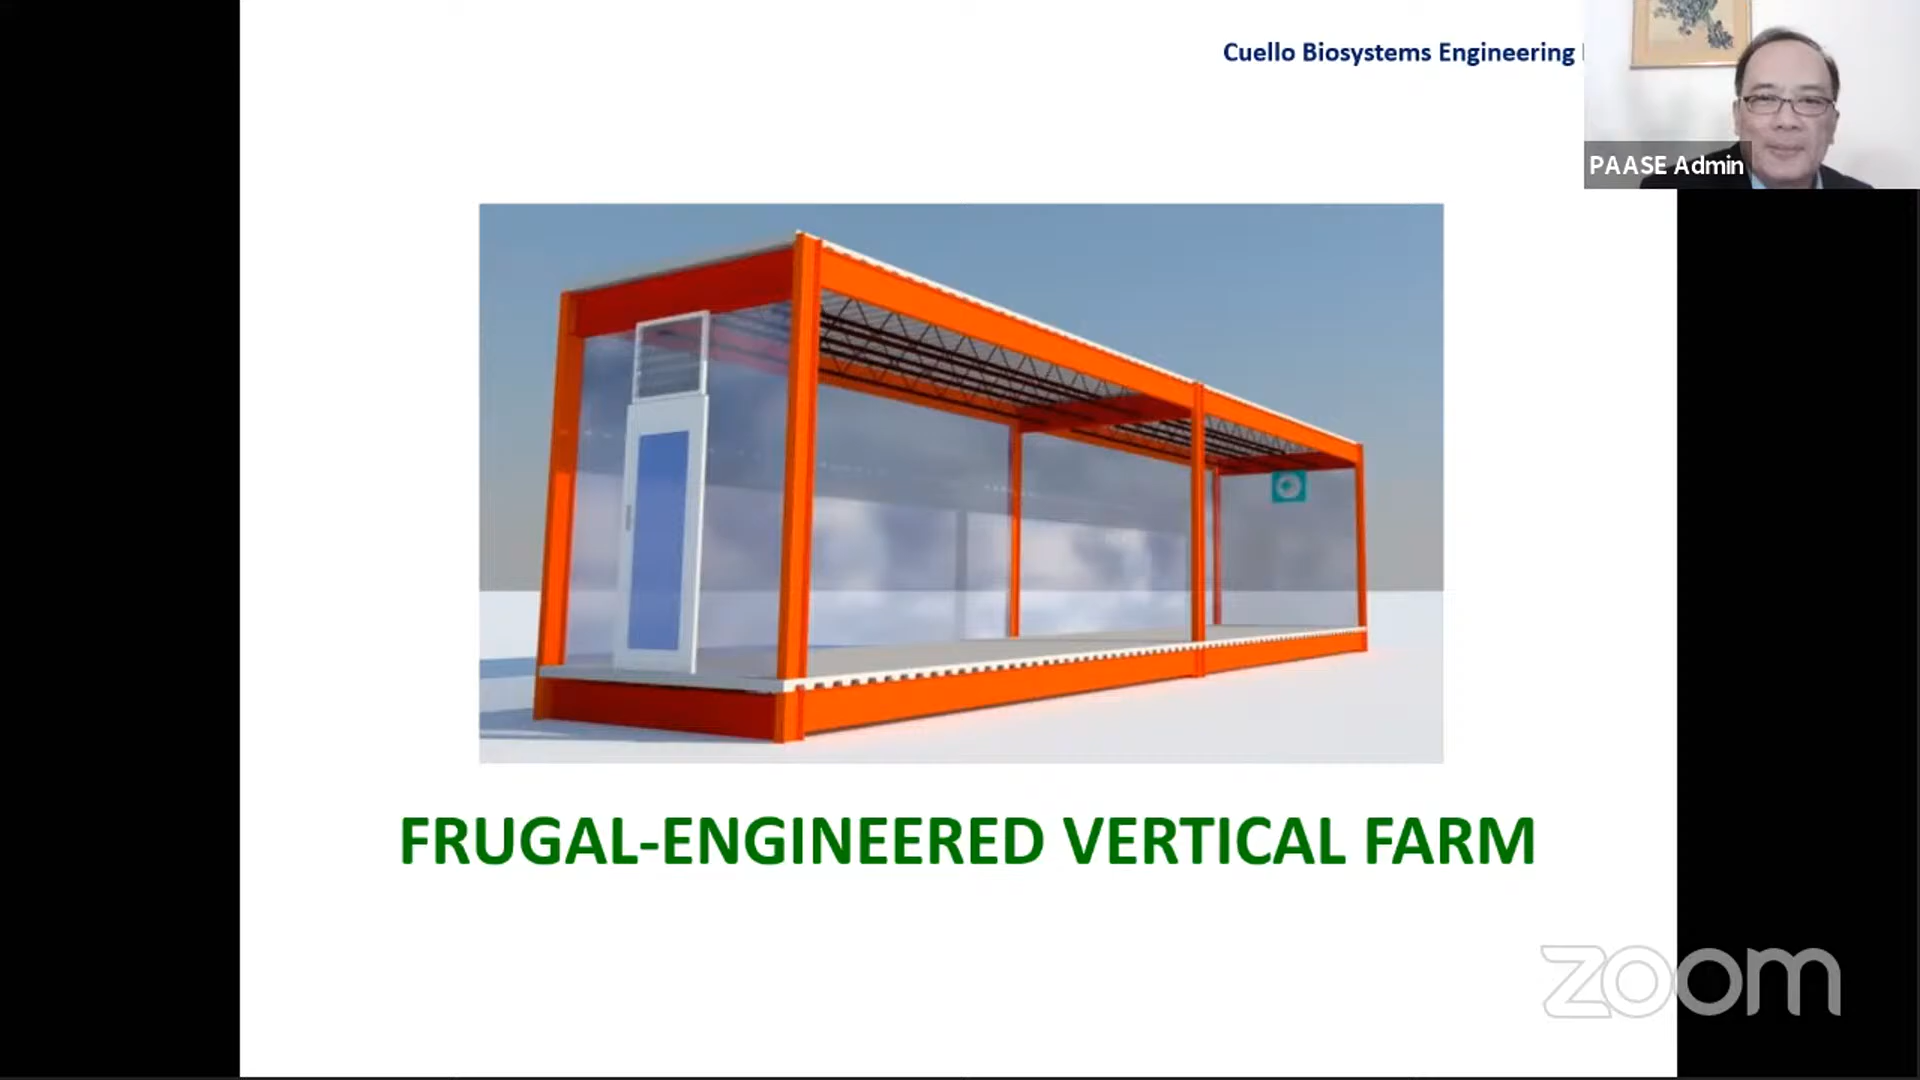 Cuello Biosystems Engineering
PAASE Admin
FRUGAL-ENGINEERED VERTICAL FARM
zoom